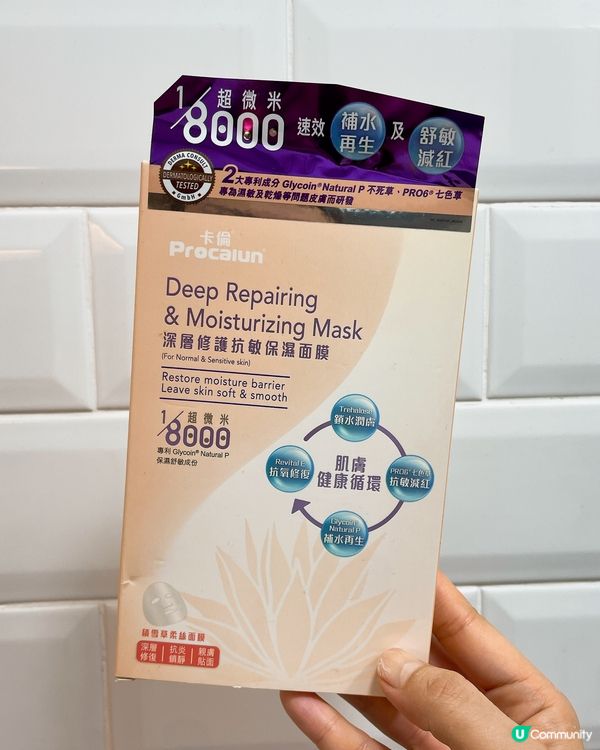 1/8000 超微米 速效 補水再生 及 舒敏減紅
DERMA CONSULT
DERMATOLOGICALLY
TESTED
GmbH
2大專利成分 Glycoin® Natural P 不死草、PRO6® 七色草
專為濕敏及乾燥等問題皮膚而研發
卡倫
Procalun®
Deep Repairing
& Moisturizing Mask
深層修護抗敏保濕面膜
(For Normal & Sensitive skin)
Restore moisture barrier
Leave skin soft & smooth
1/8000 超微米
專利 Glycoin® Natural P
保濕舒敏成份
Trehalose
鎖水潤膚
PRO6® 七色草
抗敏減紅
Glycoin
Natural P
補水再生
Revital E
抗氧修復
肌膚
健康循環
積雪草柔絲面膜
深層
修復
抗炎
鎮靜
親膚
貼面
U Community